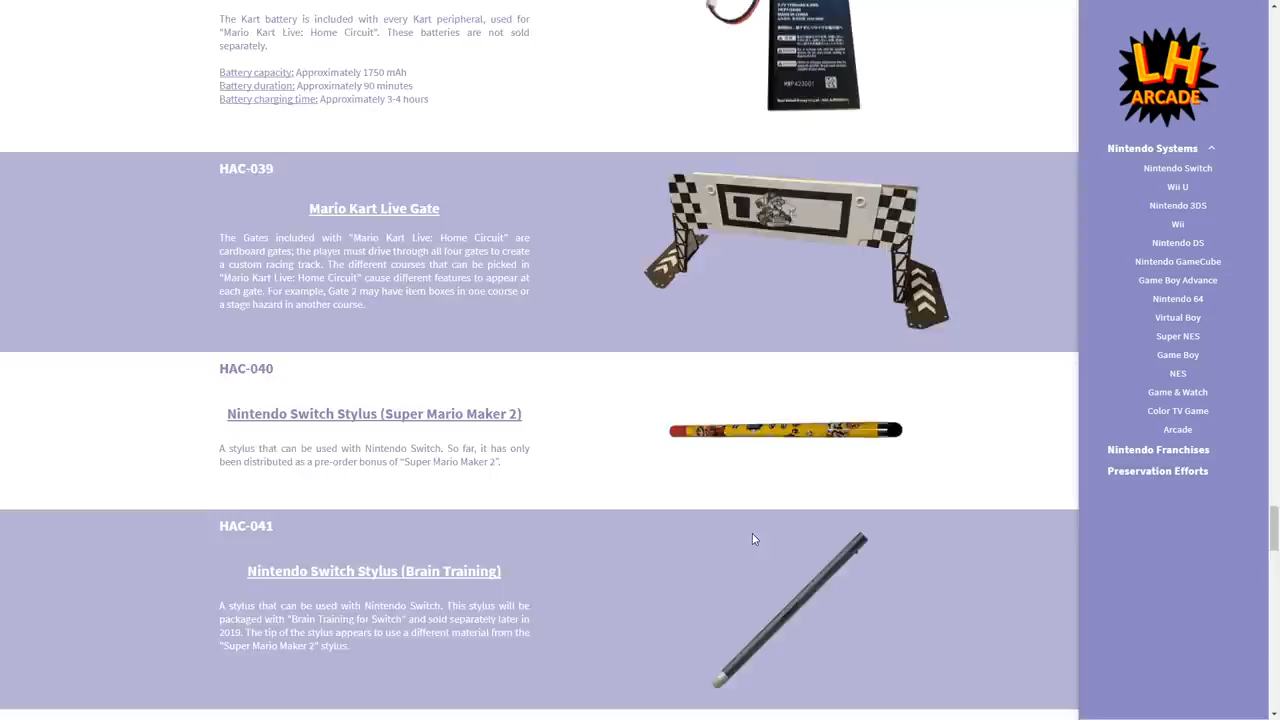 The Kart battery is included with every Kart peripheral, used for
"Mario Kart Live: Home Circuit". These batteries are not sold
separately.
Battery capacity: Approximately 1750 mAh
Battery duration: Approximately 90 minutes
Battery charging time: Approximately 3-4 hours
HAC-039
Mario Kart Live Gate
The Gates included with "Mario Kart Live: Home Circuit" are
cardboard gates; the player must drive through all four gates to create
a custom racing track. The different courses that can be picked in
"Mario Kart Live: Home Circuit" cause different features to appear at
each gate. For example, Gate 2 may have item boxes in one course or
a stage hazard in another course.
1
HAC-040
Nintendo Switch Stylus (Super Mario Maker 2)
A stylus that can be used with Nintendo Switch. So far, it has only
been distributed as a pre-order bonus of "Super Mario Maker 2".
HAC-041
Nintendo Switch Stylus (Brain Training)
A stylus that can be used with Nintendo Switch. This stylus will be
packaged with "Brain Training for Switch" and sold separately later in
2019. The tip of the stylus appears to use a different material from the
"Super Mario Maker 2" stylus.
LH
ARCADE
Nintendo Systems
Nintendo Switch
Wii U
Nintendo 3DS
Wii
Nintendo DS
Nintendo GameCube
Game Boy Advance
Nintendo 64
Virtual Boy
Super NES
Game Boy
NES
Game & Watch
Color TV Game
Arcade
Nintendo Franchises
Preservation Efforts